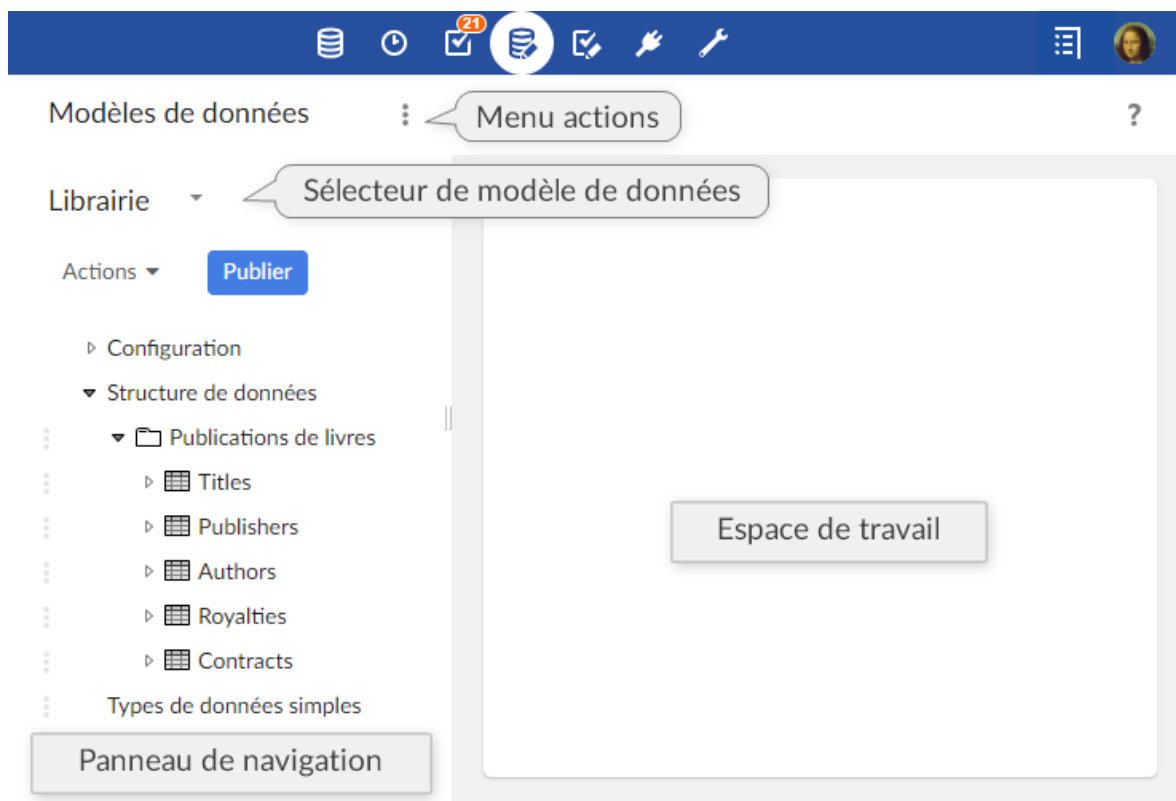 21
Modèles de données
Menu actions
?
Librairie
Sélecteur de modèle de données
Actions
Publier
Configuration
Structure de données
Publications de livres
Titles
Publishers
Authors
Royalties
Contracts
Types de données simples
Panneau de navigation
Espace de travail